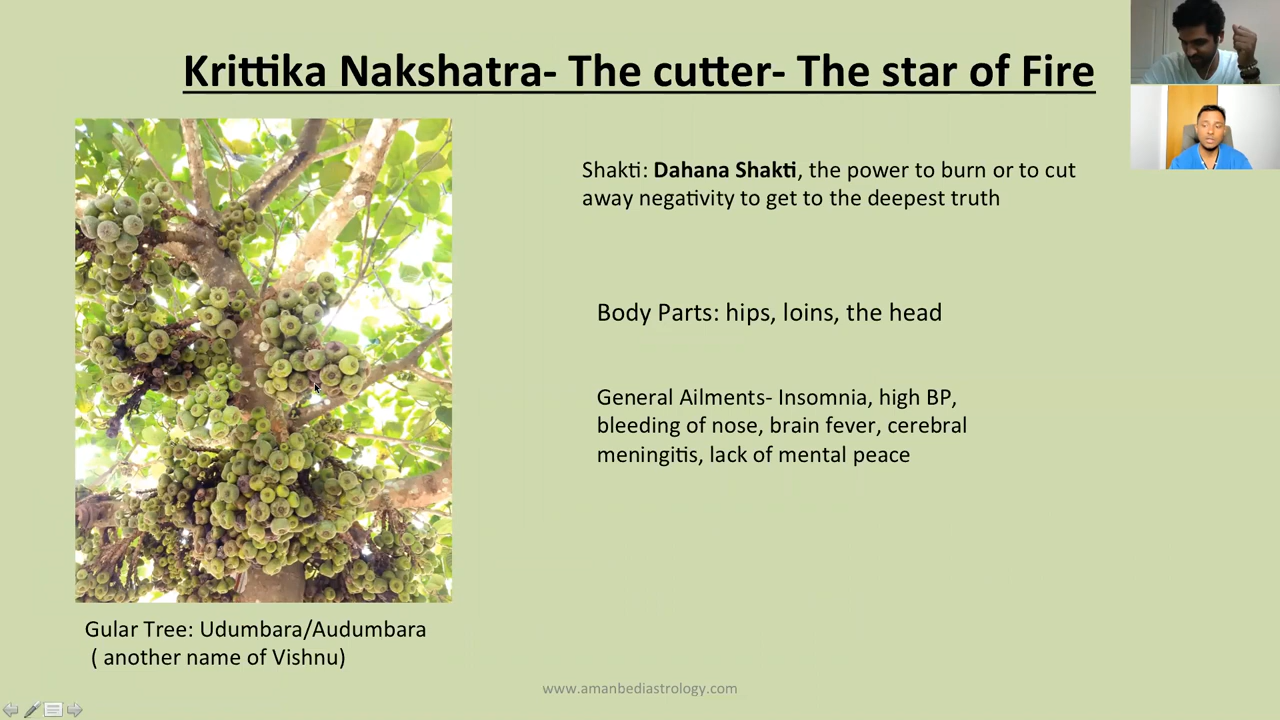 Krittika Nakshatra- The cutter- The star of Fire
Shakti: Dahana Shakti, the power to burn or to cut
away negativity to get to the deepest truth
Body Parts: hips, loins, the head
General Ailments- Insomnia, high BP,
bleeding of nose, brain fever, cerebral
meningitis, lack of mental peace
Gular Tree: Udumbara/Audumbara
( another name of Vishnu)
www.amanbediastrology.com